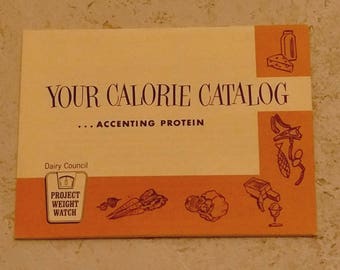 YOUR CALORIE CATALOG
...ACCENTING PROTEIN
Dairy Council
PROJECT
WEIGHT
WATCH